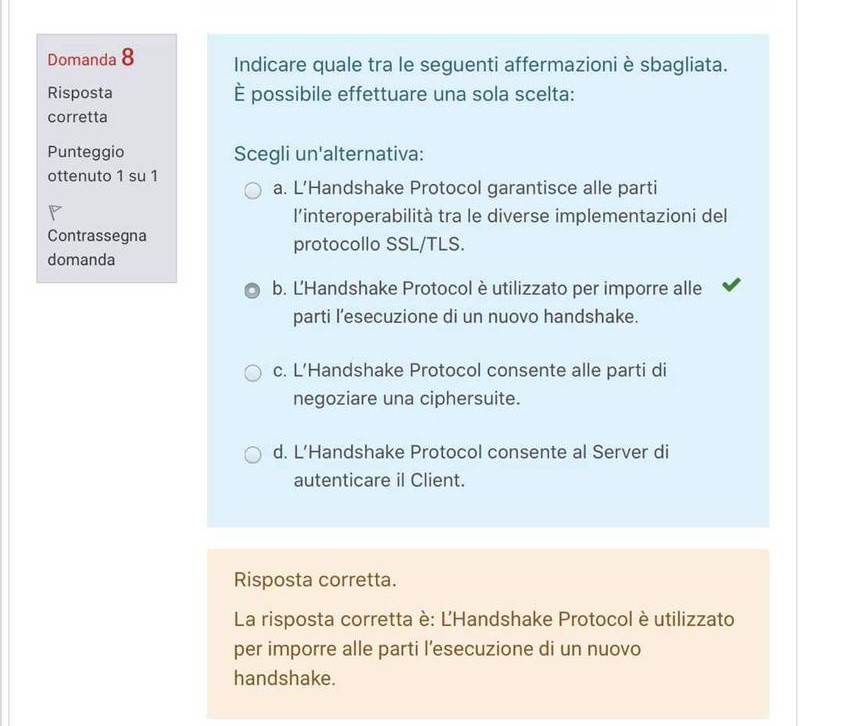 Domanda 8
Risposta
corretta
Punteggio
ottenuto 1 su 1
Contrassegna
domanda
Indicare quale tra le seguenti affermazioni è sbagliata.
È possibile effettuare una sola scelta:
Scegli un'alternativa:
a. L’Handshake Protocol garantisce alle parti
l’interoperabilità tra le diverse implementazioni del
protocollo SSL/TLS.
b. L’Handshake Protocol è utilizzato per imporre alle
parti l’esecuzione di un nuovo handshake.
c. L’Handshake Protocol consente alle parti di
negoziare una ciphersuite.
d. L’Handshake Protocol consente al Server di
autenticare il Client.
Risposta corretta.
La risposta corretta è: L’Handshake Protocol è utilizzato
per imporre alle parti l’esecuzione di un nuovo
handshake.